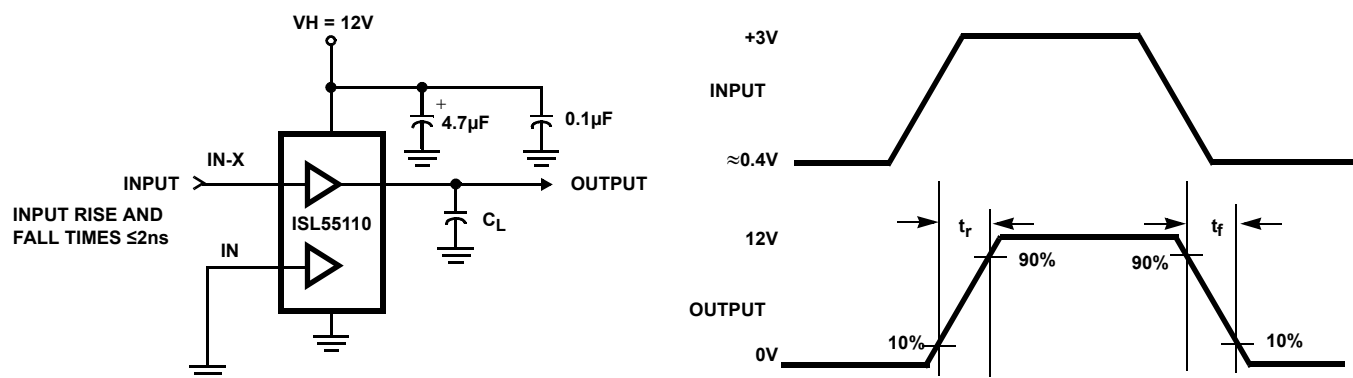 VH = 12V
+
4.7µF
0.1µF
IN-X
INPUT
OUTPUT
INPUT RISE AND
FALL TIMES ≤2ns
ISL55110
CL
IN
+3V
INPUT
≈0.4V
tr
tf
12V
90%
90%
OUTPUT
10%
10%
0V